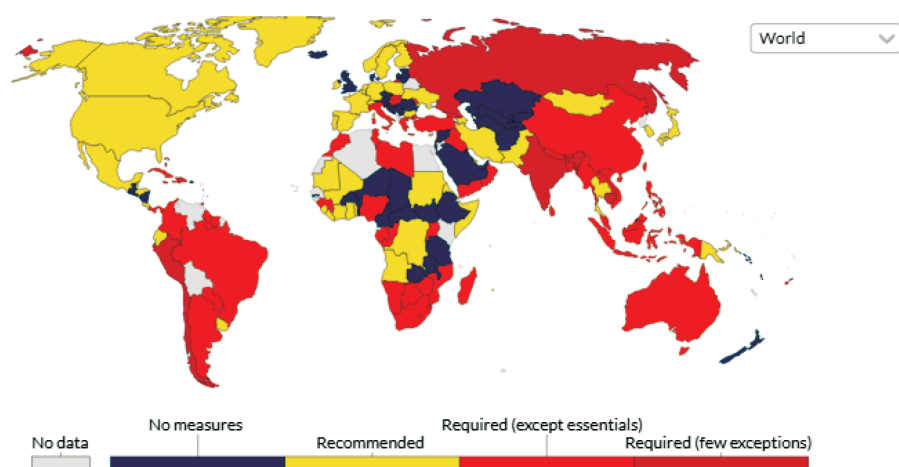 World
No data
No measures
Recommended
Required (except essentials)
Required (few exceptions)